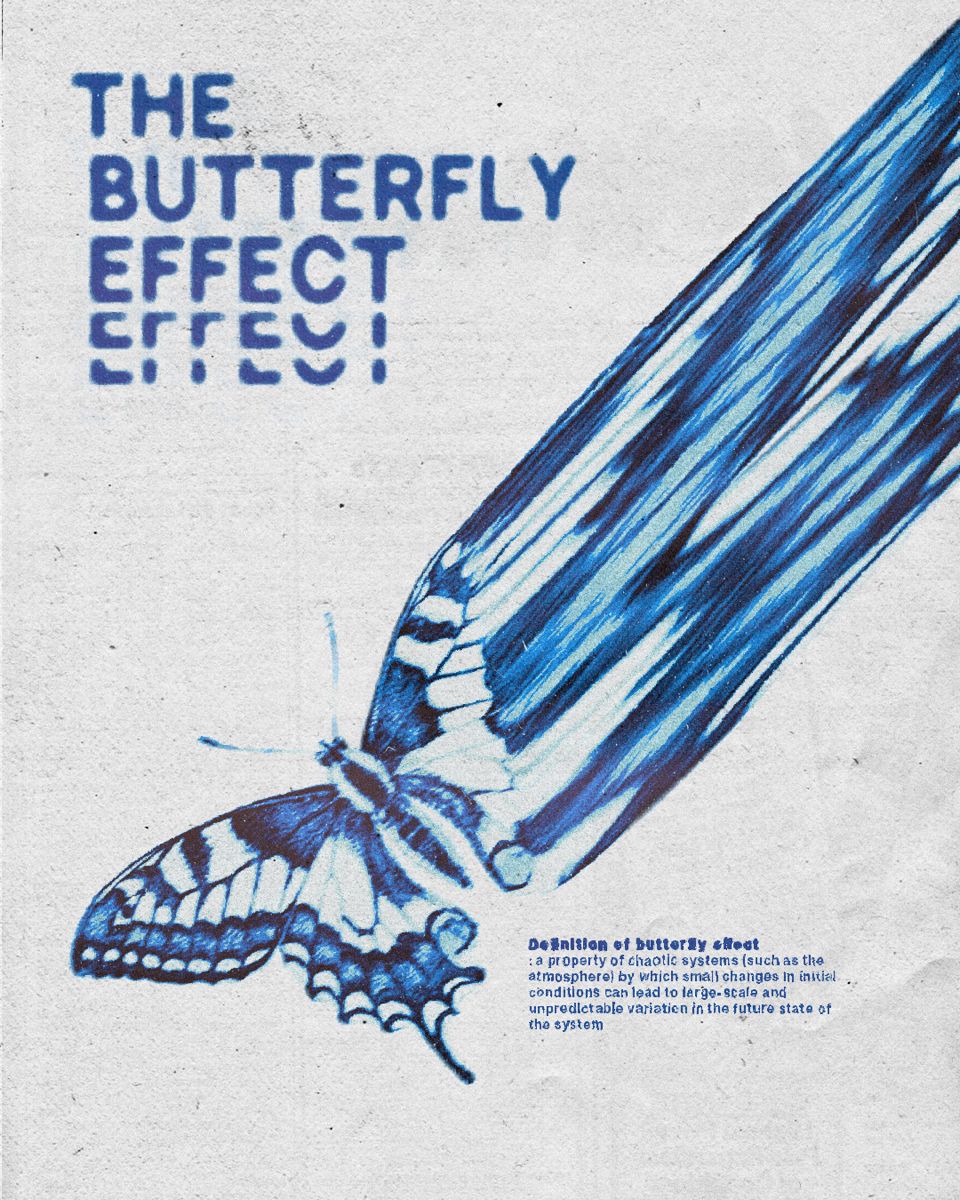 THE
BUTTERFLY
EFFECT
Definition of butterfly effect
: a property of chaotic systems (such as the
atmosphere) by which small changes in initial
conditions can lead to large-scale and
unpredictable variation in the future state of
the system